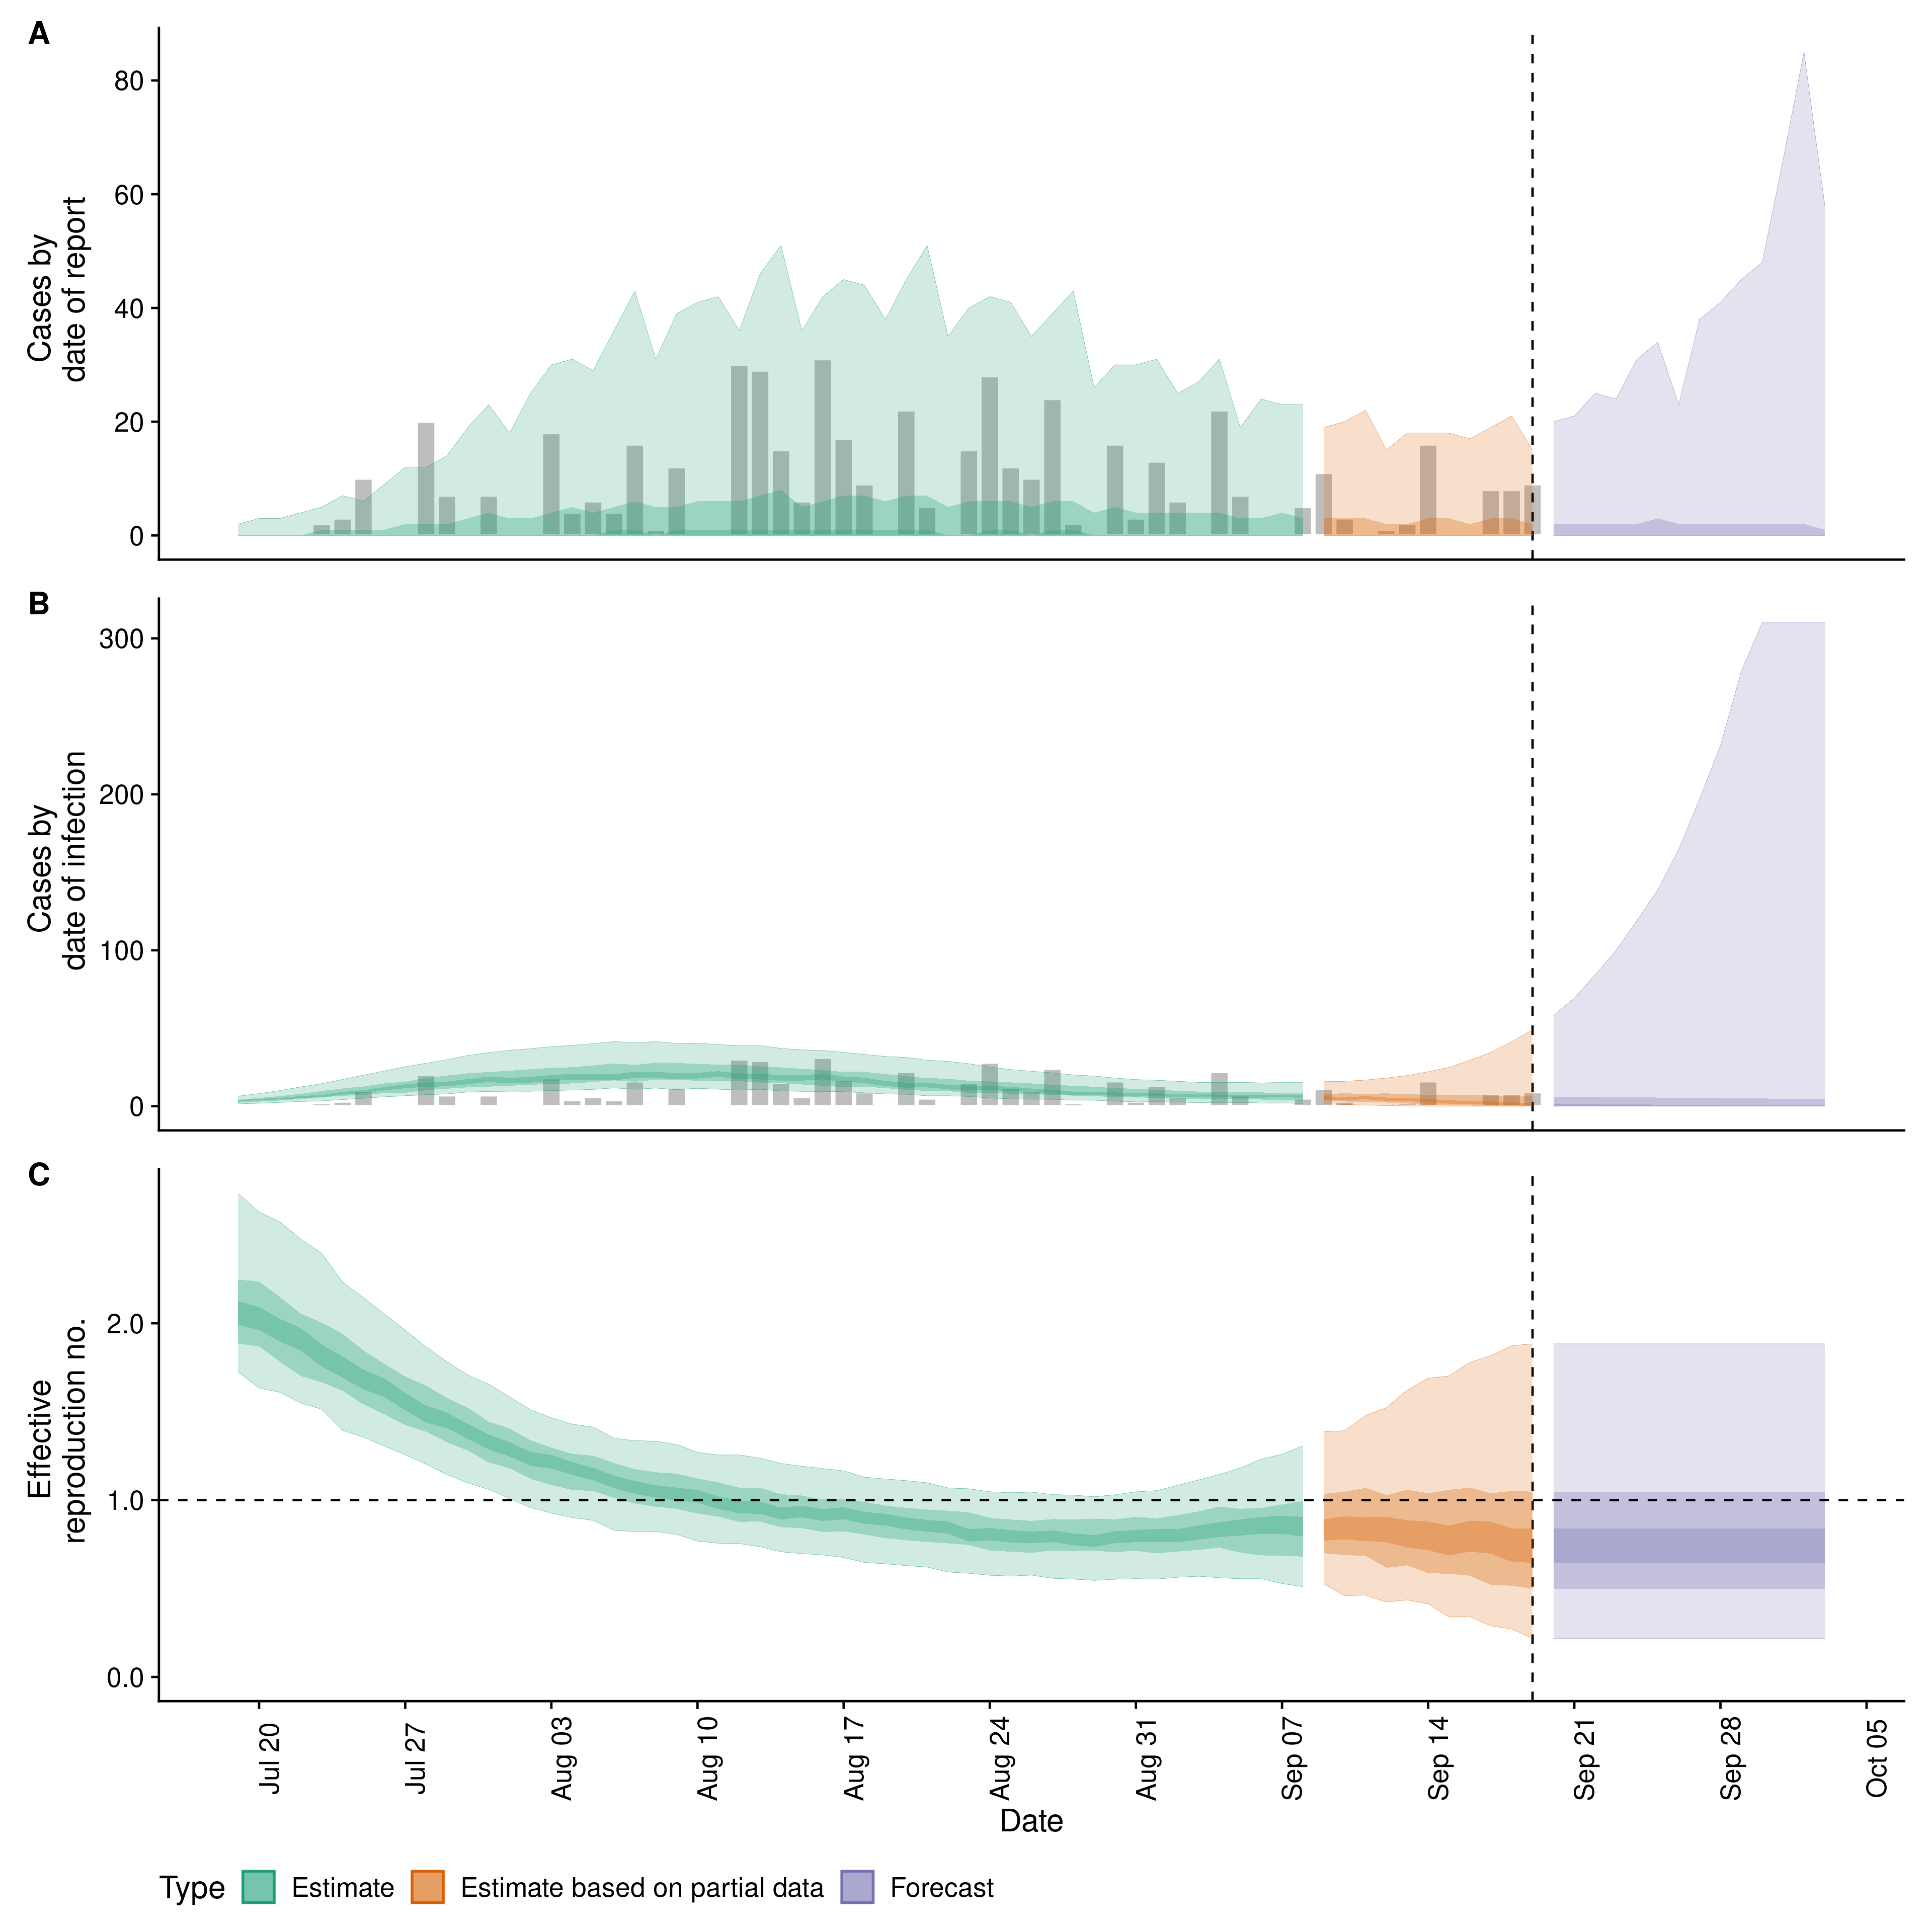 A
80
60
40
20
0
Cases by
date of report
B
300
200
100
0
Cases by
date of infection
C
2.0
1.0
0.0
Effective
reproduction no.
Jul 20
Jul 27
Aug 03
Aug 10
Aug 17
Aug 24
Aug 31
Sep 07
Sep 14
Sep 21
Sep 28
Oct 05
Date
Type Estimate Estimate based on partial data Forecast